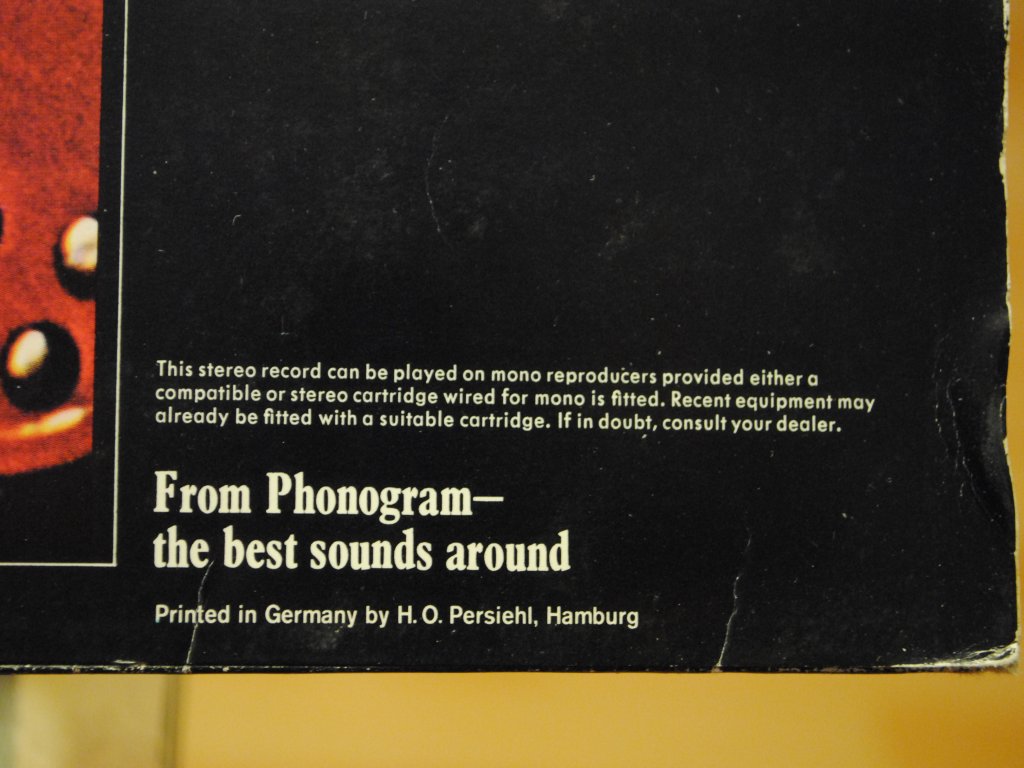 This stereo record can be played on mono reproducers provided either a
compatible or stereo cartridge wired for mono is fitted. Recent equipment may
already be fitted with a suitable cartridge. If in doubt, consult your dealer.
From Phonogram—
the best sounds around
Printed in Germany by H. O. Persiehl, Hamburg